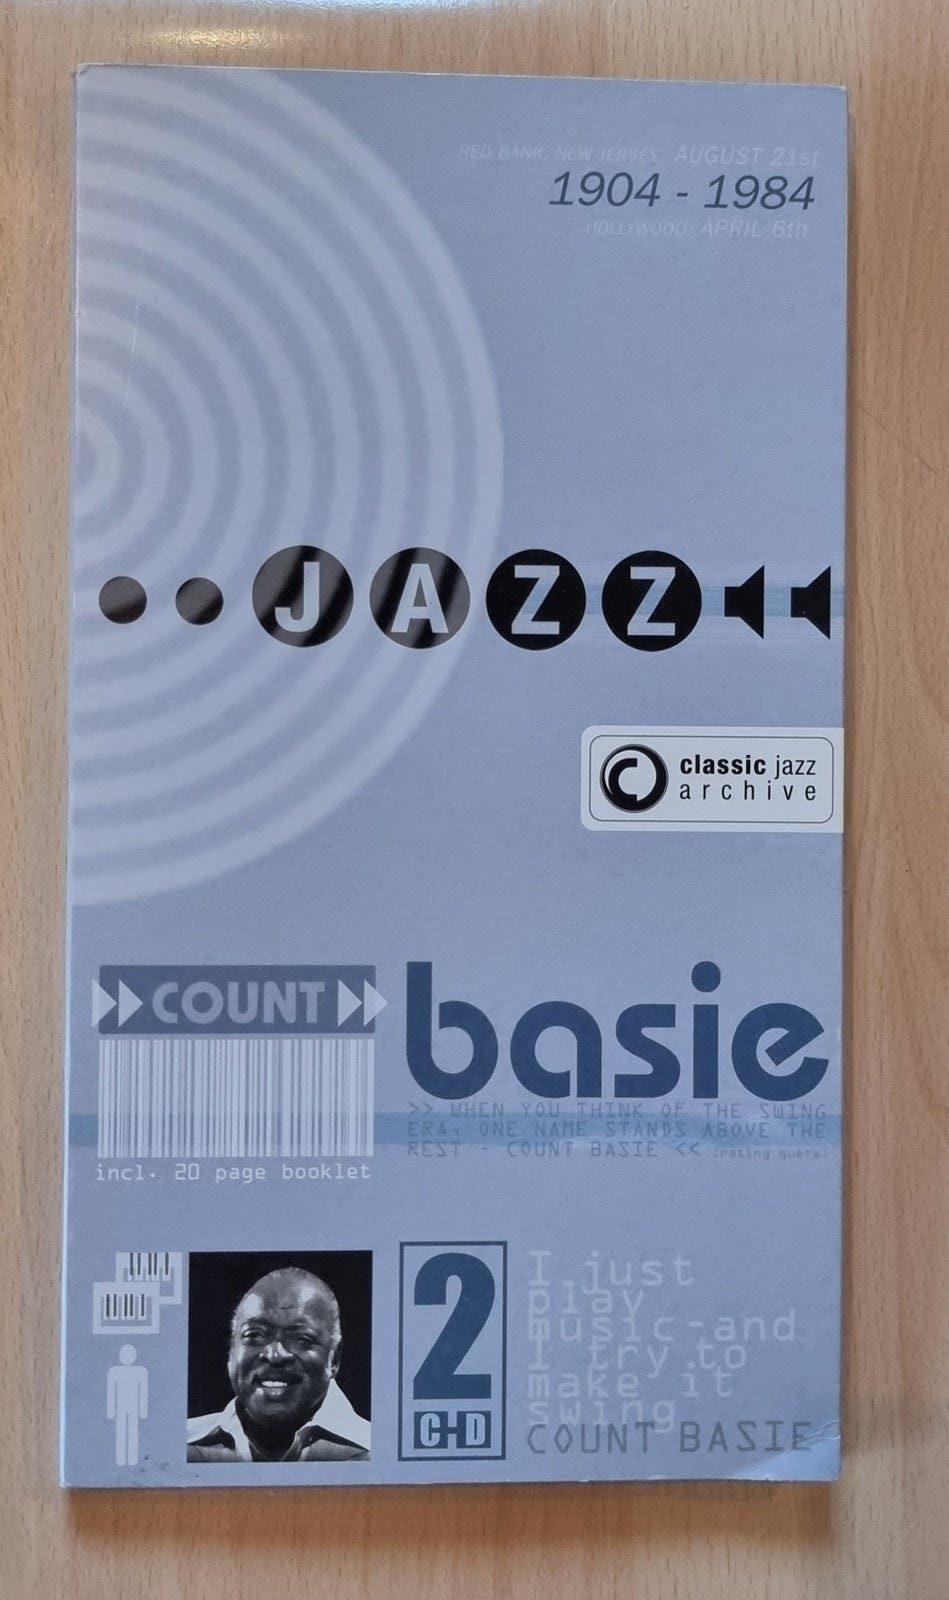 RED BANK, NEW JERSEY AUGUST 21st
1904 - 1984
HOLLYWOOD APRIL 6th
JAZZ
classic jazz
archive
COUNT
basie
>> WHEN YOU THINK OF THE SWING
ERA, ONE NAME STANDS ABOVE THE
REST - COUNT BASIE << (rating quote)
incl. 20 page booklet
2
CD
I just
play
music-and
I try to
make it
swing
COUNT BASIE